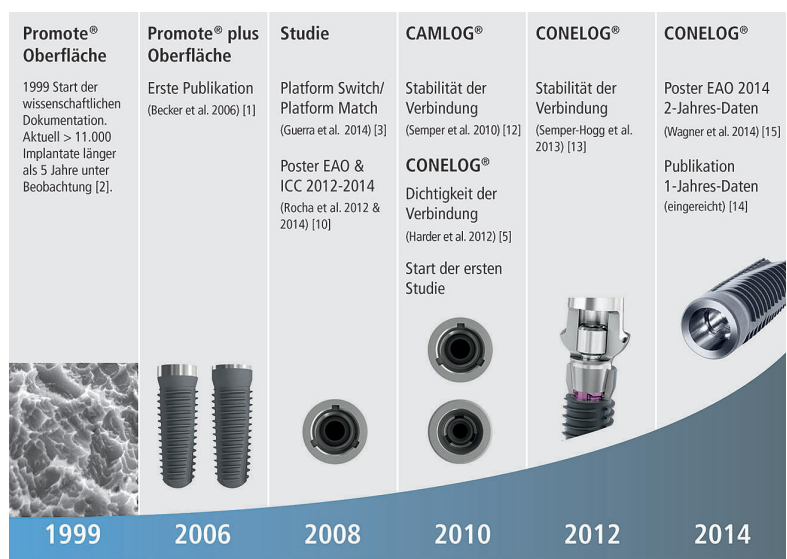 Promote®
Oberfläche
1999 Start der
wissenschaftlichen
Dokumentation.
Aktuell > 11.000
Implantate länger
als 5 Jahre unter
Beobachtung [2].
1999
Promote® plus
Oberfläche
Erste Publikation
(Becker et al. 2006) [1]
2006
Studie
Platform Switch/
Platform Match
(Guerra et al. 2014) [3]
Poster EAO &
ICC 2012-2014
(Rocha et al. 2012 &
2014) [10]
2008
CAMLOG®
Stabilität der
Verbindung
(Semper et al. 2010) [12]
CONELOG®
Dichtigkeit der
Verbindung
(Harder et al. 2012) [5]
Start der ersten
Studie
2010
CONELOG®
Stabilität der
Verbindung
(Semper-Hogg et al.
2013) [13]
2012
CONELOG®
Poster EAO 2014
2-Jahres-Daten
(Wagner et al. 2014) [15]
Publikation
1-Jahres-Daten
(eingereicht) [14]
2014